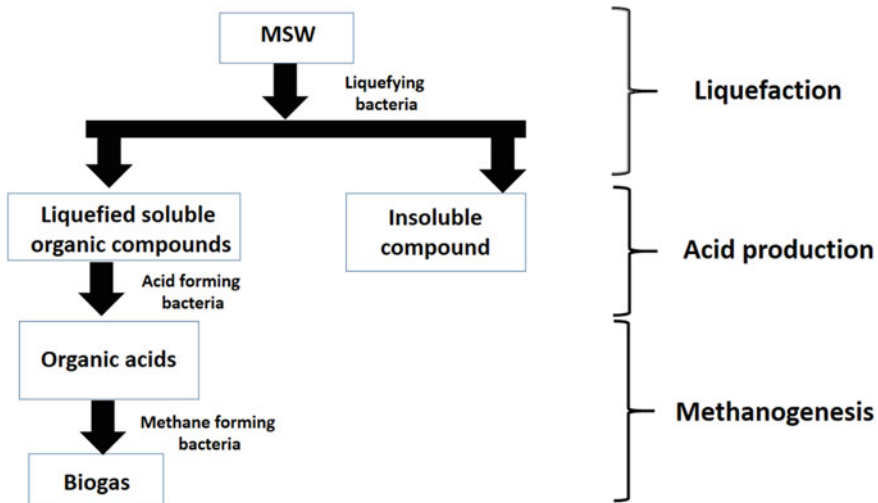 MSW
Liquefying
bacteria
Liquefaction
Liquefied soluble
organic compounds
Insoluble
compound
Acid production
Acid forming
bacteria
Organic acids
Methanogenesis
Methane forming
bacteria
Biogas